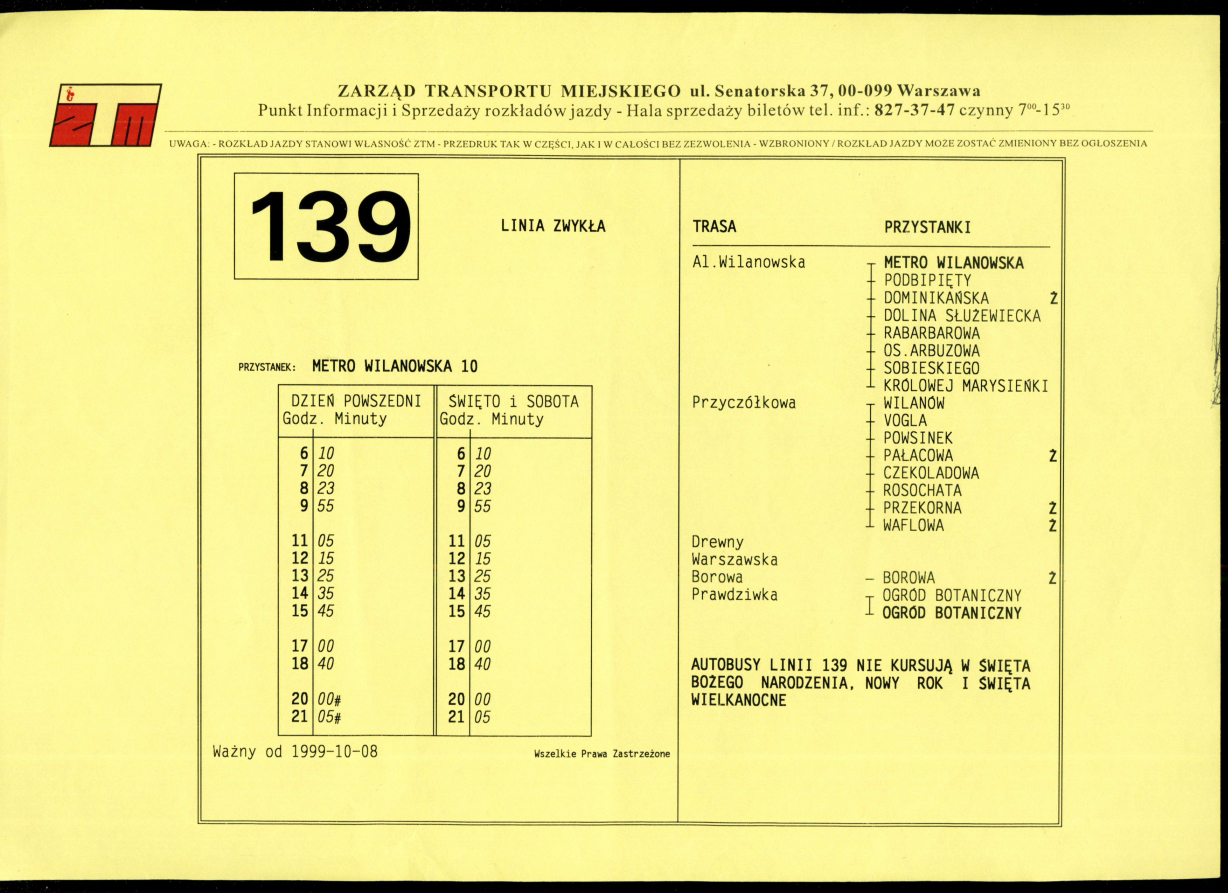 ZTM
ZARZĄD TRANSPORTU MIEJSKIEGO ul. Senatorska 37, 00-099 Warszawa
Punkt Informacji i Sprzedaży rozkładów jazdy - Hala sprzedaży biletów tel. inf.: 827-37-47 czynny 7⁰⁰-15³⁰
UWAGA: - ROZKŁAD JAZDY STANOWI WŁASNOŚĆ ZTM - PRZEDRUK TAK W CZĘŚCI, JAK I W CAŁOŚCI BEZ ZEZWOLENIA - WZBRONIONY / ROZKŁAD JAZDY MOŻE ZOSTAĆ ZMIENIONY BEZ OGŁOSZENIA
139
LINIA ZWYKŁA
PRZYSTANEK: METRO WILANOWSKA 10
DZIEŃ POWSZEDNI ŚWIĘTO i SOBOTA
Godz. Minuty Godz. Minuty
6 10 6 10
7 20 7 20
8 23 8 23
9 55 9 55
11 05 11 05
12 15 12 15
13 25 13 25
14 35 14 35
15 45 15 45
17 00 17 00
18 40 18 40
20 00# 20 00
21 05# 21 05
Ważny od 1999-10-08 Wszelkie Prawa Zastrzeżone
TRASA PRZYSTANKI
Al.Wilanowska METRO WILANOWSKA
PODBIPIĘTY
DOMINIKAŃSKA Ż
DOLINA SŁUŻEWIECKA
RABARBAROWA
OS.ARBUZOWA
SOBIESKIEGO
KRÓLOWEJ MARYSIEŃKI
Przyczółkowa WILANÓW
VOGLA
POWSINEK
PAŁACOWA Ż
CZEKOLADOWA
ROSOCHATA
PRZEKORNA Ż
WAFLOWA Ż
Drewny
Warszawska
Borowa BOROWA Ż
Prawdziwka OGRÓD BOTANICZNY
OGRÓD BOTANICZNY
AUTOBUSY LINII 139 NIE KURSUJĄ W ŚWIĘTA
BOŻEGO NARODZENIA, NOWY ROK I ŚWIĘTA
WIELKANOCNE